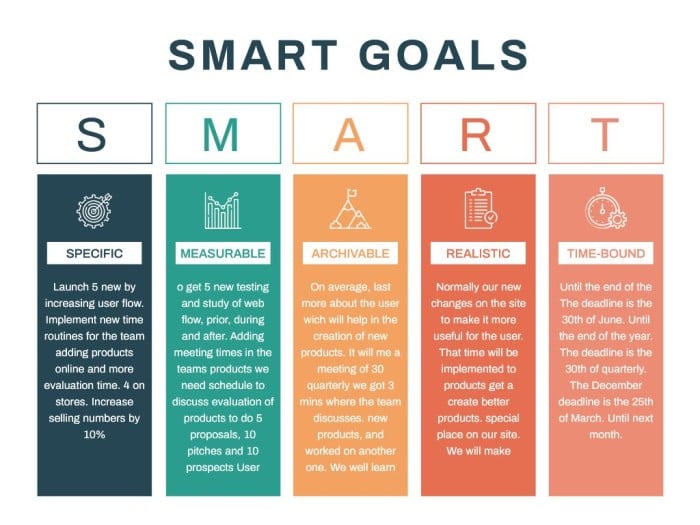 SMART GOALS
S
M
A
R
T
SPECIFIC
Launch 5 new by
increasing user flow.
Implement new time
routines for the team
adding products
online and more
evaluation time. 4 on
stores. Increase
selling numbers by
10%
MEASURABLE
o get 5 new testing
and study of web
flow, prior, during
and after. Adding
meeting times in the
teams products we
need schedule to
discuss evaluation of
products to do 5
proposals, 10
pitches and 10
prospects User
ARCHIVABLE
On average, last
more about the user
wich will help in the
creation of new
products. It will me a
meeting of 30
quarterly we got 3
mins where the team
discusses. new
products, and
worked on another
one. We well learn
REALISTIC
Normally our new
changes on the site
to make it more
useful for the user.
That time will be
implemented to
products get a
create better
products. special
place on our site.
We will make
TIME-BOUND
Until the end of the
The deadline is the
30th of June. Until
the end of the year.
The deadline is the
30th of quarterly.
The December
deadline is the 25th
of March. Until next
month.